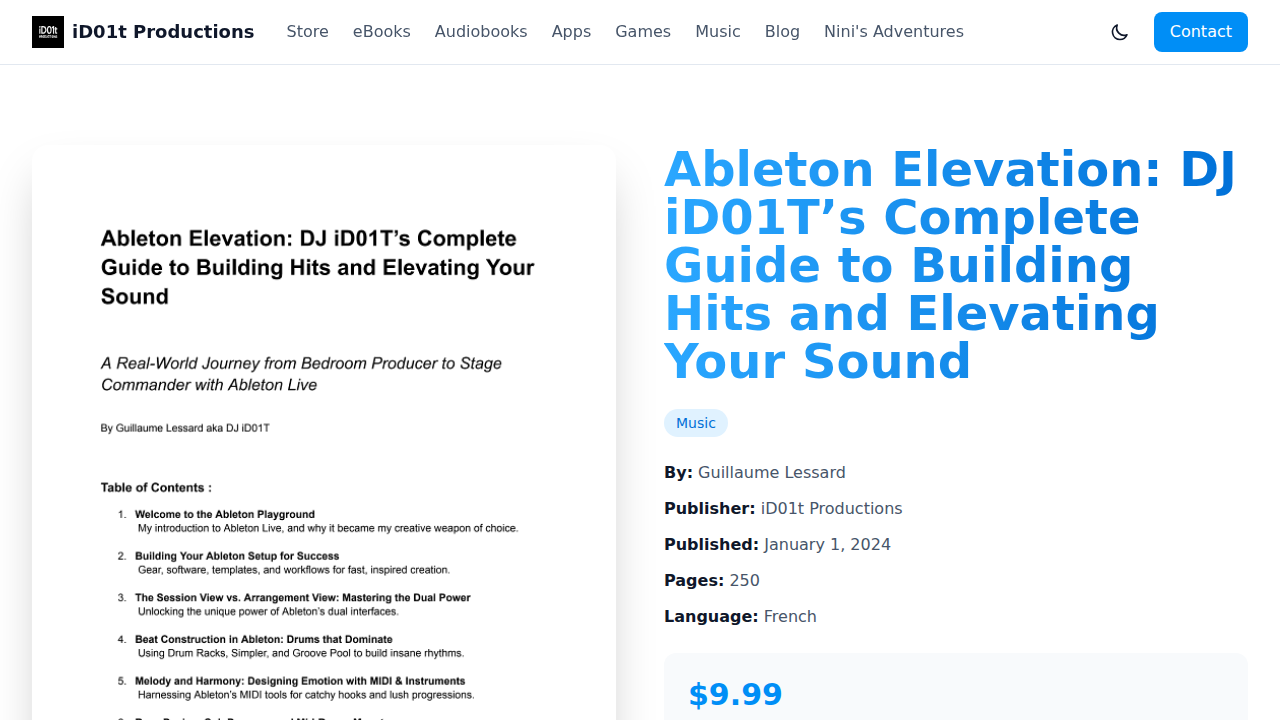 iD01t
PRODUCTIONS
iD01t Productions
Store
eBooks
Audiobooks
Apps
Games
Music
Blog
Nini's Adventures
Contact
Ableton Elevation: DJ iD01T’s Complete
Guide to Building Hits and Elevating Your
Sound
A Real-World Journey from Bedroom Producer to Stage
Commander with Ableton Live
By Guillaume Lessard aka DJ iD01T
Table of Contents :
1. Welcome to the Ableton Playground
My introduction to Ableton Live, and why it became my creative weapon of choice.
2. Building Your Ableton Setup for Success
Gear, software, templates, and workflows for fast, inspired creation.
3. The Session View vs. Arrangement View: Mastering the Dual Power
Unlocking the unique power of Ableton’s dual interfaces.
4. Beat Construction in Ableton: Drums that Dominate
Using Drum Racks, Simpler, and Groove Pool to build insane rhythms.
5. Melody and Harmony: Designing Emotion with MIDI & Instruments
Harnessing Ableton’s MIDI tools for catchy hooks and lush progressions.
Ableton Elevation: DJ
iD01T’s Complete
Guide to Building
Hits and Elevating
Your Sound
Music
By: Guillaume Lessard
Publisher: iD01t Productions
Published: January 1, 2024
Pages: 250
Language: French
$9.99